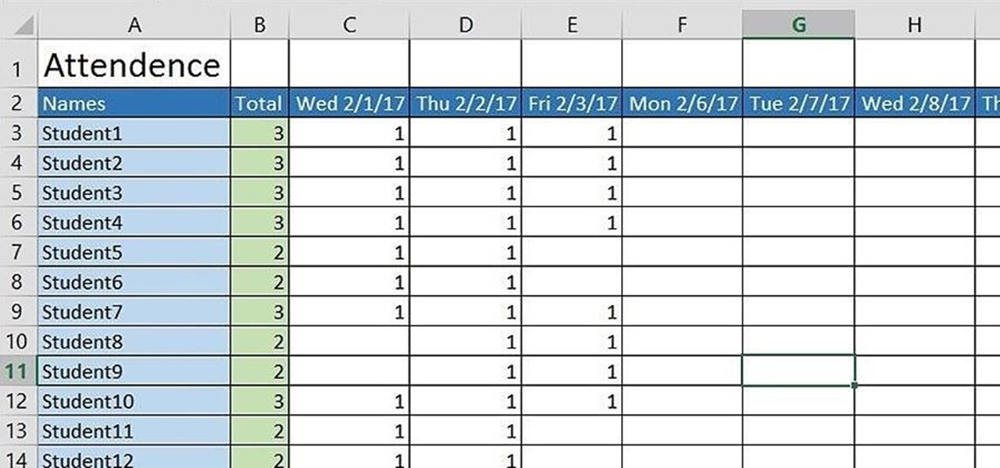 A B C D E F G H
1 Attendence
2 Names Total Wed 2/1/17 Thu 2/2/17 Fri 2/3/17 Mon 2/6/17 Tue 2/7/17 Wed 2/8/17 Th
3 Student1 3 1 1 1
4 Student2 3 1 1 1
5 Student3 3 1 1 1
6 Student4 3 1 1 1
7 Student5 2 1 1
8 Student6 2 1 1
9 Student7 3 1 1 1
10 Student8 2 1 1
11 Student9 2 1 1
12 Student10 3 1 1 1
13 Student11 2 1 1
14 Student12 2 1 1